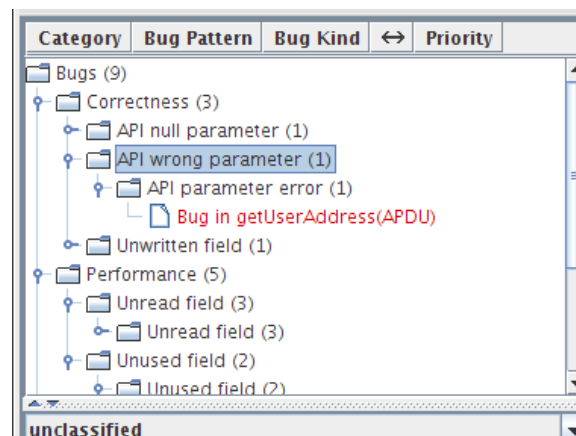 Category Bug Pattern Bug Kind ↔ Priority
Bugs (9)
Correctness (3)
API null parameter (1)
API wrong parameter (1)
API parameter error (1)
Bug in getUserAddress(APDU)
Unwritten field (1)
Performance (5)
Unread field (3)
Unread field (3)
Unused field (2)
Unused field (2)
unclassified